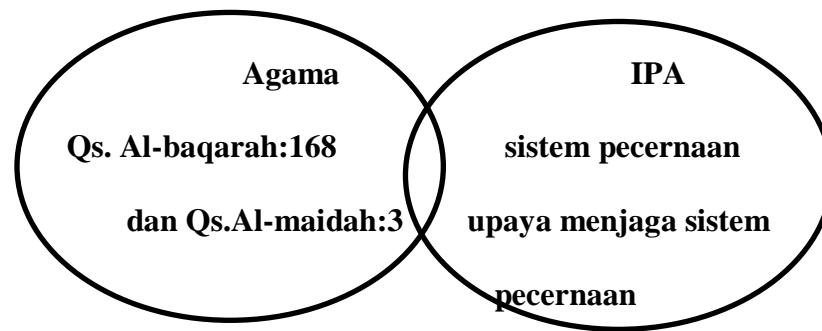 Agama
Qs. Al-baqarah:168
dan Qs.Al-maidah:3
IPA
sistem pecernaan
upaya menjaga sistem
pecernaan